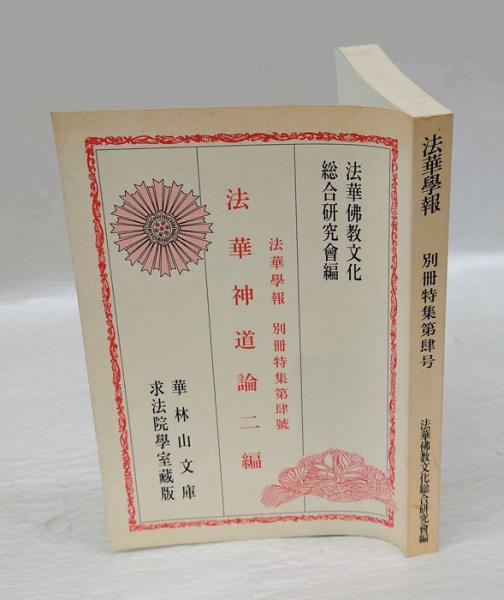 法華佛教文化
総合研究會編
法華學報 別冊特集第肆號
法華神道論二編
華林山文庫
求法院學室蔵版
法華學報 別冊特集第肆号 法華佛教文化総合研究會編